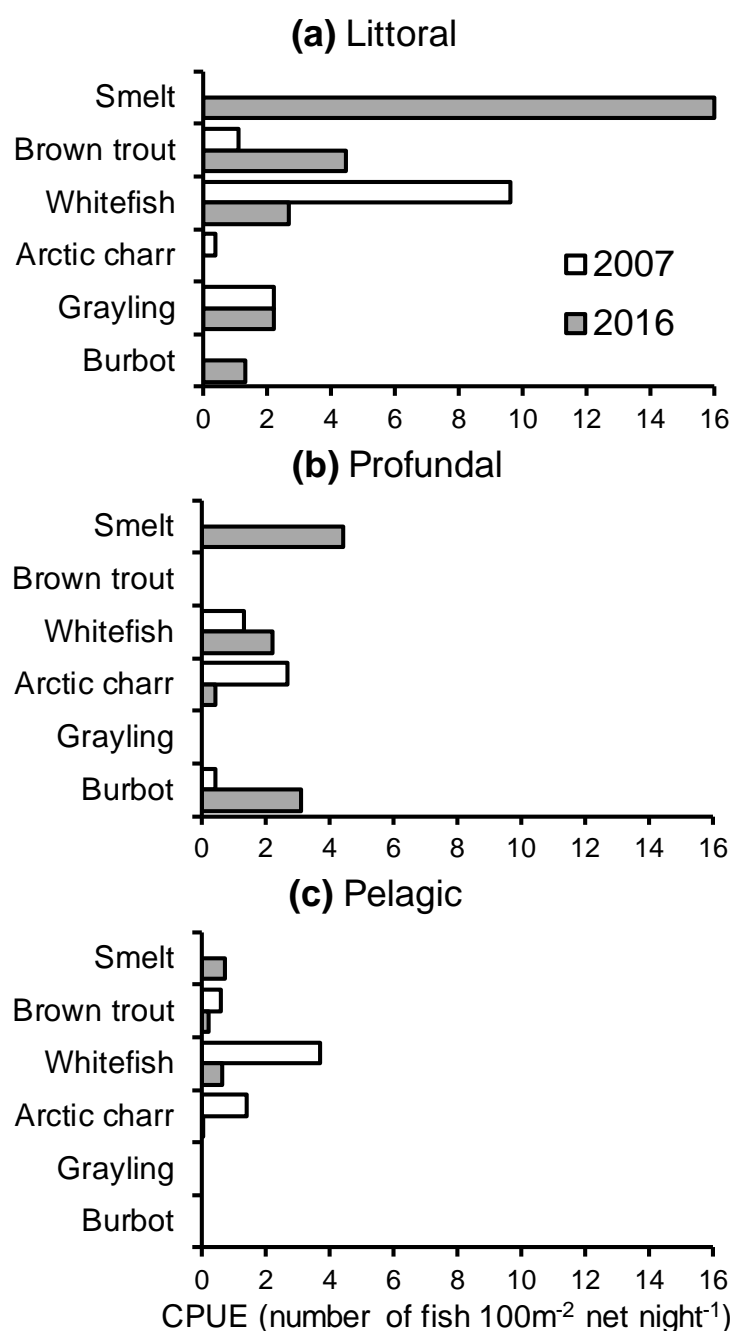 (a) Littoral
Smelt
Brown trout
Whitefish
Arctic charr
Grayling
Burbot
2007
2016
0 2 4 6 8 10 12 14 16
(b) Profundal
Smelt
Brown trout
Whitefish
Arctic charr
Grayling
Burbot
0 2 4 6 8 10 12 14 16
(c) Pelagic
Smelt
Brown trout
Whitefish
Arctic charr
Grayling
Burbot
0 2 4 6 8 10 12 14 16
CPUE (number of fish 100m⁻² net night⁻¹)